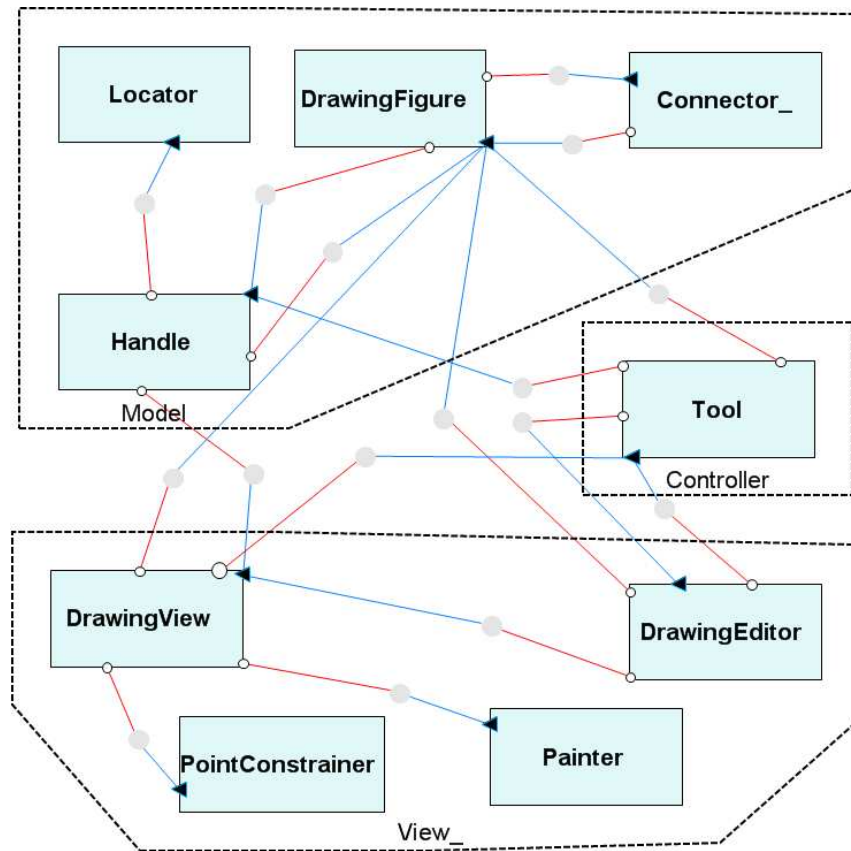 Locator
DrawingFigure
Connector_
Handle
Model
Tool
Controller
DrawingView
DrawingEditor
PointConstrainer
Painter
View_